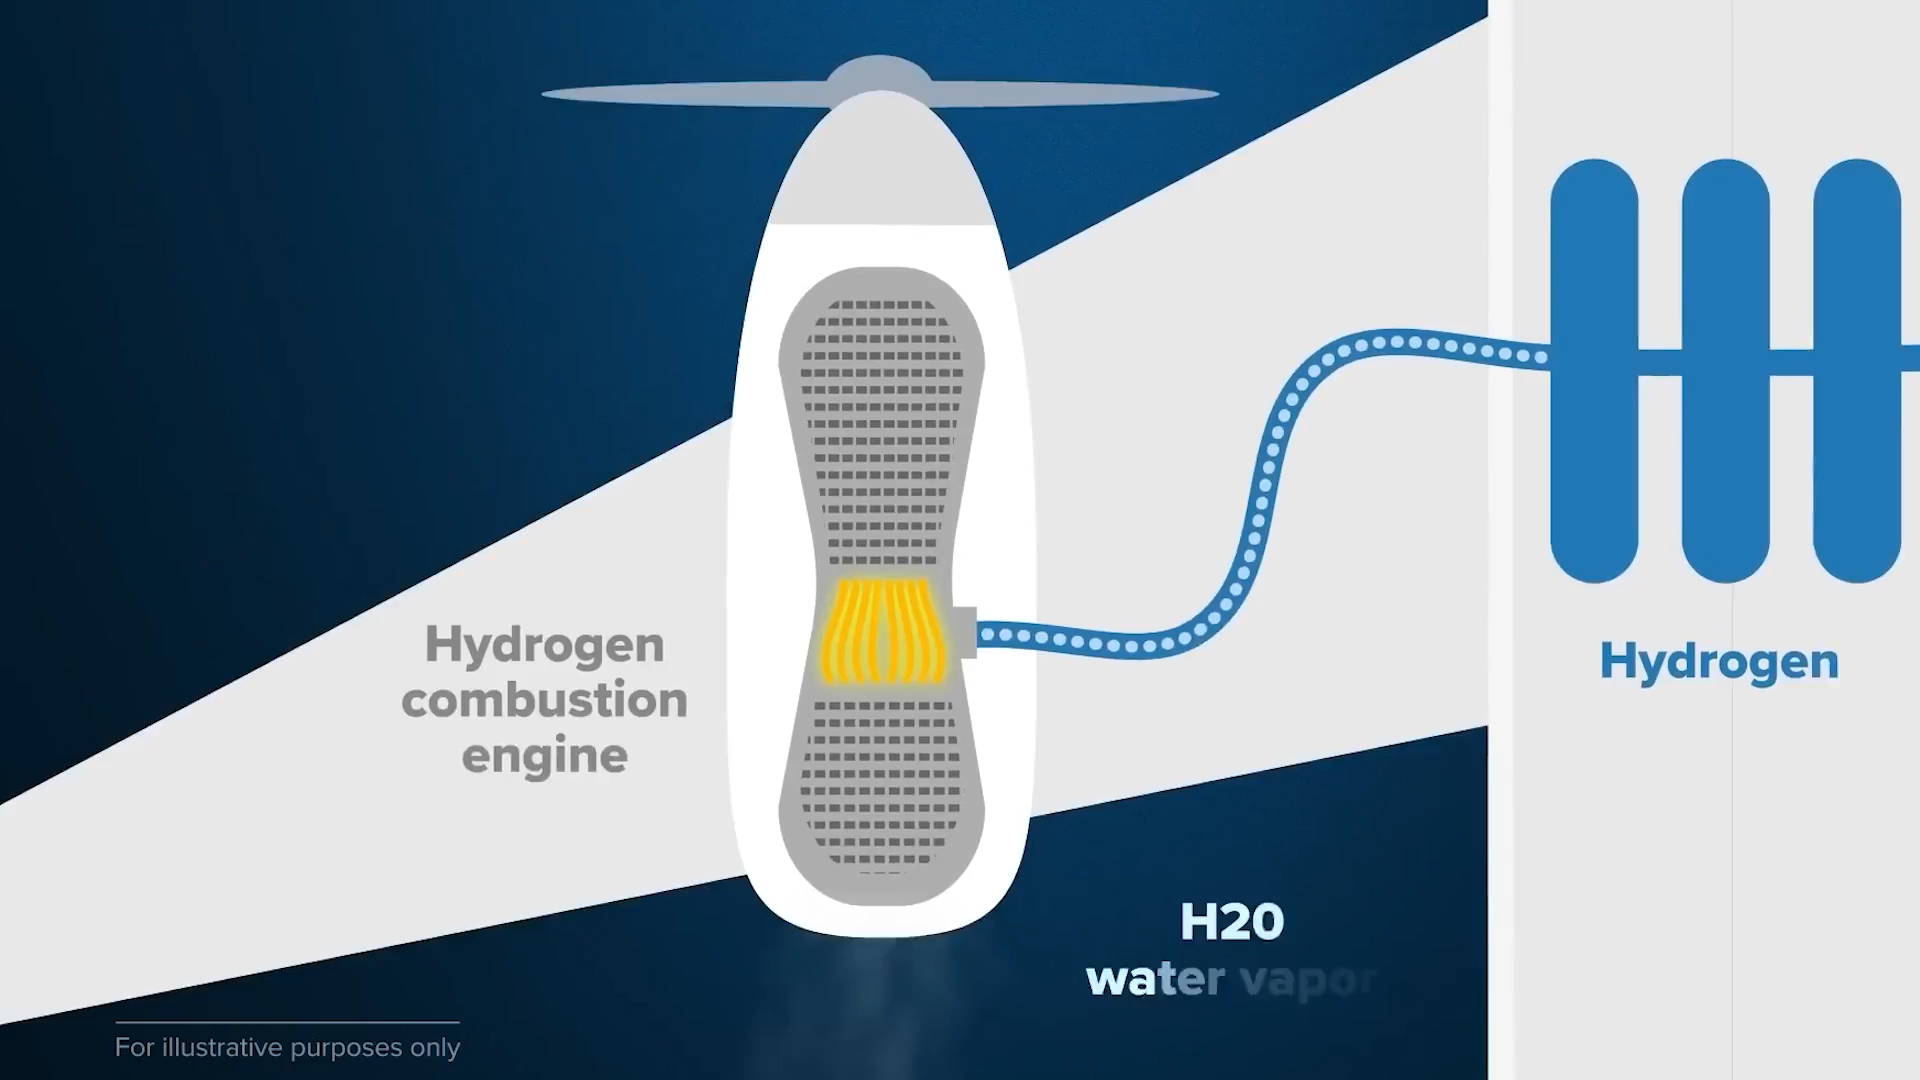 Hydrogen
combustion
engine
Hydrogen
H20
water vapor
For illustrative purposes only